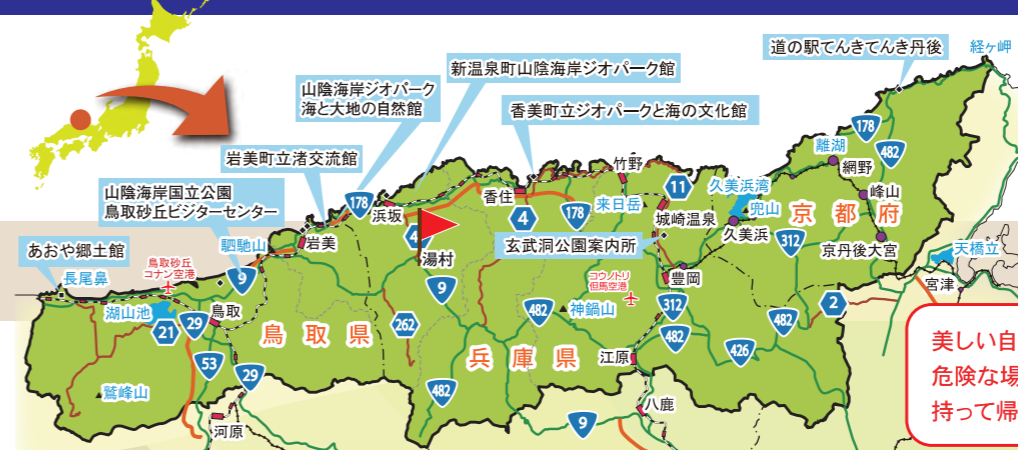 道の駅てんきてんき丹後
経ヶ岬
新温泉町山陰海岸ジオパーク館
山陰海岸ジオパーク
海と大地の自然館
香美町立ジオパークと海の文化館
岩美町立渚交流館
山陰海岸国立公園
鳥取砂丘ビジターセンター
あおや郷土館
178
482
離湖
網野
竹野
11
久美浜湾
峰山
178
浜坂
香住
4
178
来日岳
城崎温泉
兜山
京都府
4
久美浜
312
京丹後大宮
岩美
湯村
玄武洞公園案内所
天橋立
駟馳山
長尾鼻
鳥取砂丘
コナン空港
9
9
コウノトリ
但馬空港
豊岡
宮津
湖山池
鳥取
21
29
鳥取県
262
482
神鍋山
312
482
482
2
53
兵庫県
江原
426
美しい自
危険な場
持って帰
鷲峰山
29
482
八鹿
河原
9